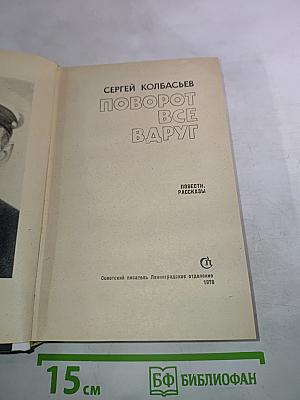 СЕРГЕЙ КОЛБАСЬЕВ
ПОВОРОТ
ВСЕ
ВДРУГ
ПОВЕСТИ.
РАССКАЗЫ
Советский писатель Ленинградское отделение
1978
15 см
БФ БИБЛИОФАН